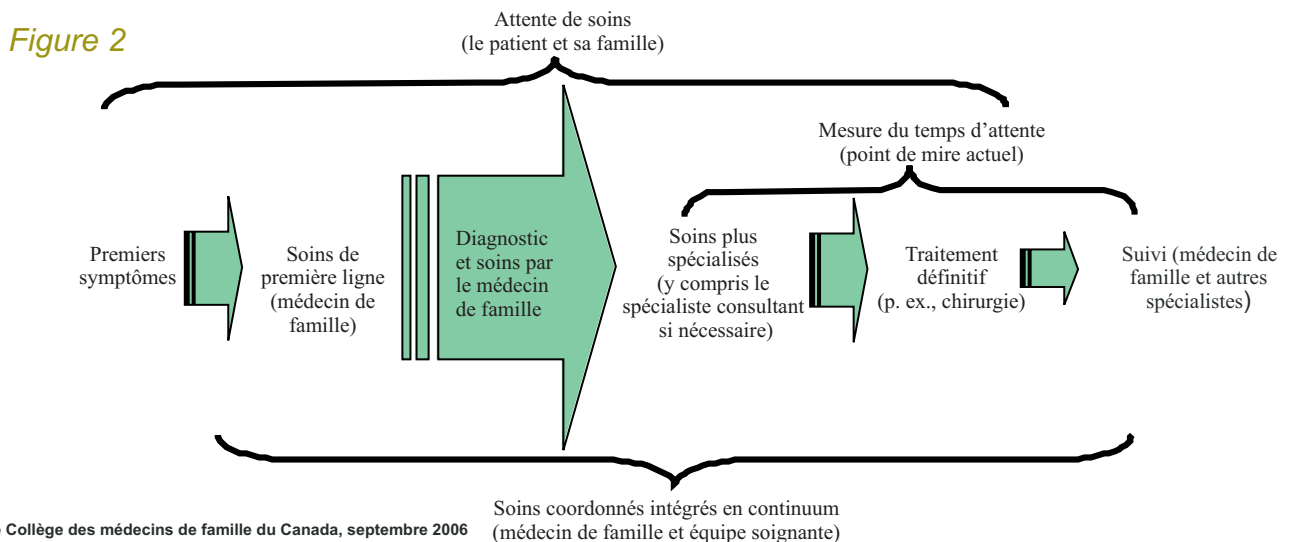 Figure 2
Attente de soins
(le patient et sa famille)
Mesure du temps d’attente
(point de mire actuel)
Premiers
symptômes
Soins de
première ligne
(médecin de
famille)
Diagnostic
et soins par
le médecin
de famille
Soins plus
spécialisés
(y compris le
spécialiste consultant
si nécessaire)
Traitement
définitif
(p. ex., chirurgie)
Suivi (médecin de
famille et autres
spécialistes)
Soins coordonnés intégrés en continuum
(médecin de famille et équipe soignante)
Collège des médecins de famille du Canada, septembre 2006